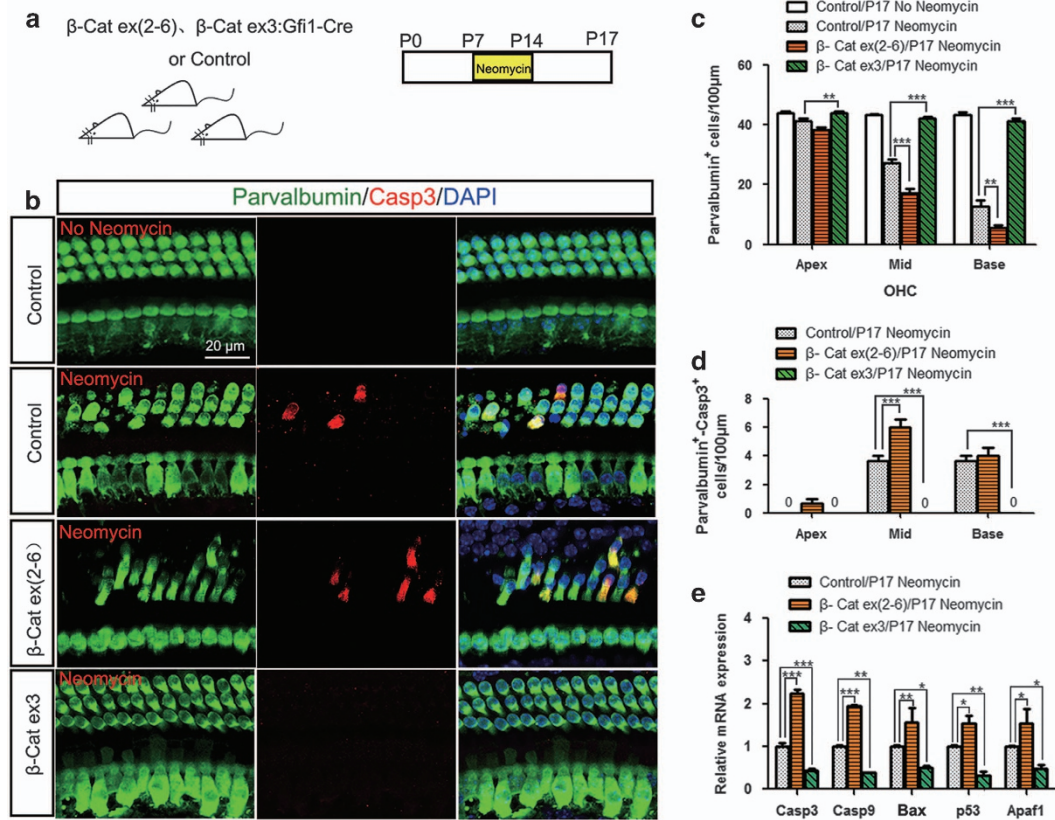 a
β-Cat ex(2-6)、β-Cat ex3:Gfi1-Cre
or Control
P0 P7 P14 P17
Neomycin
b
Parvalbumin/Casp3/DAPI
Control
No Neomycin
20 μm
Control
Neomycin
β-Cat ex(2-6)
Neomycin
β-Cat ex3
Neomycin
c
Control/P17 No Neomycin
Control/P17 Neomycin
β- Cat ex(2-6)/P17 Neomycin
β- Cat ex3/P17 Neomycin
Parvalbumin+ cells/100μm
60
40
20
0
** *** *** *** **
Apex Mid Base
OHC
d
Control/P17 Neomycin
β- Cat ex(2-6)/P17 Neomycin
β- Cat ex3/P17 Neomycin
Parvalbumin+-Casp3+
cells/100μm
8
6
4
2
0
*** *** ***
0 0 0 0
Apex Mid Base
e
Control/P17 Neomycin
β- Cat ex(2-6)/P17 Neomycin
β- Cat ex3/P17 Neomycin
Relative mRNA expression
4
3
2
1
0
*** *** *** ** ** * * ** * *
Casp3 Casp9 Bax p53 Apaf1